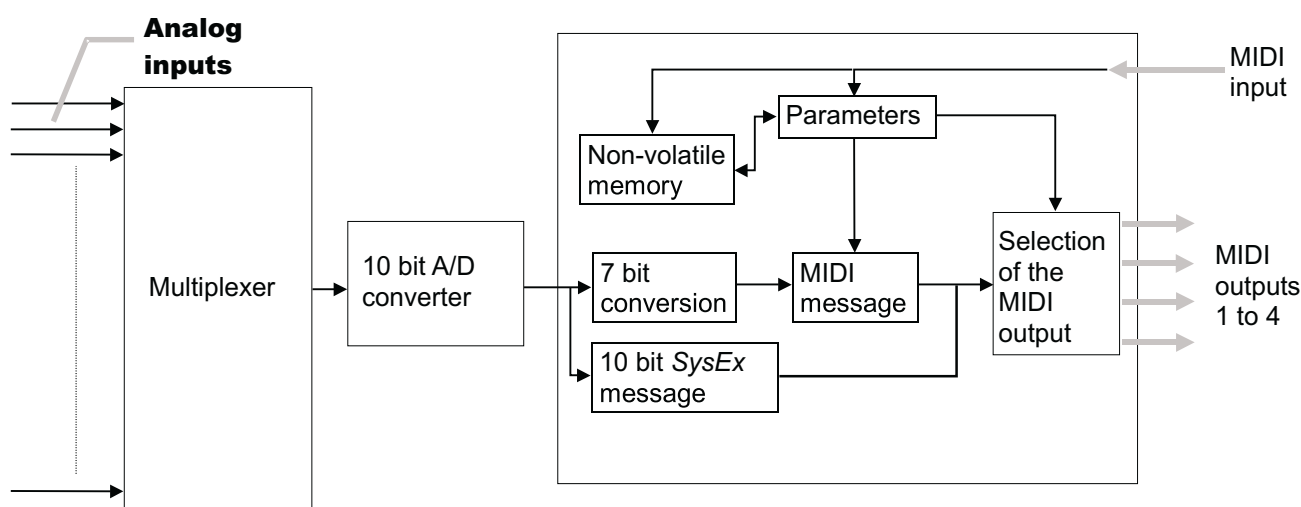 Analog
inputs
MIDI
input
Parameters
Non-volatile
memory
Multiplexer
10 bit A/D
converter
7 bit
conversion
MIDI
message
Selection
of the
MIDI
output
MIDI
outputs
1 to 4
10 bit SysEx
message